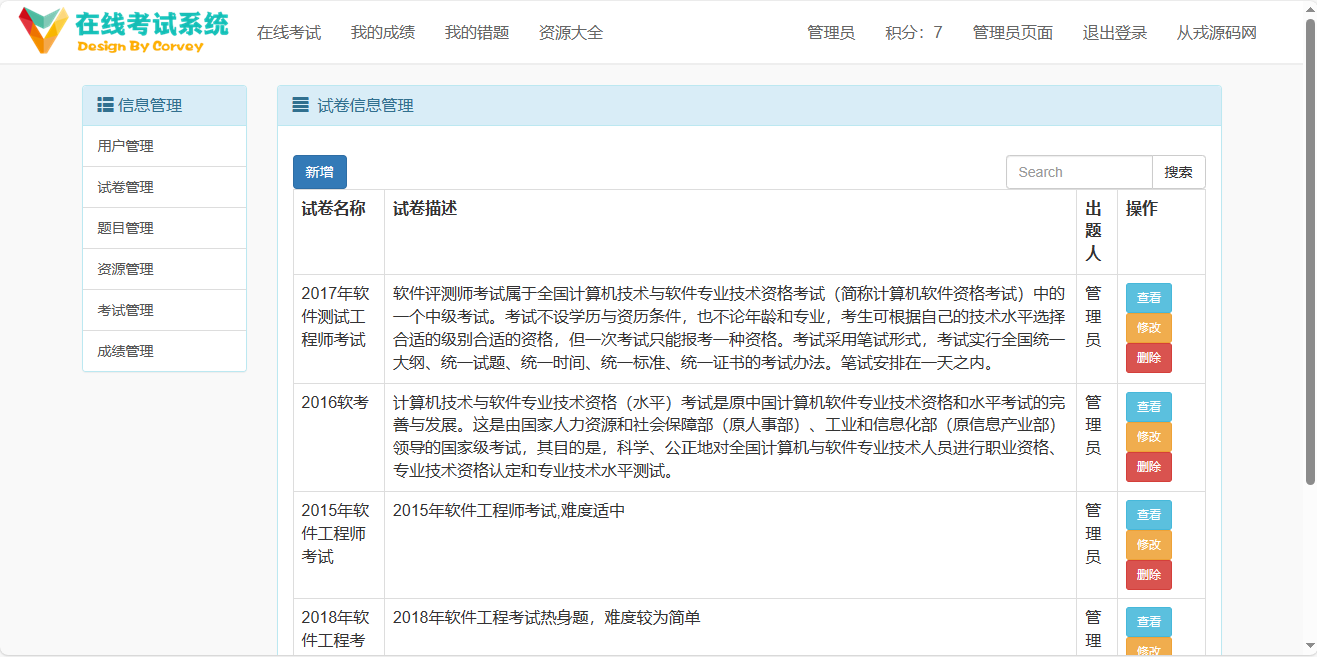 在线考试系统
Design By Corvey
在线考试 我的成绩 我的错题 资源大全 管理员 积分：7 管理员页面 退出登录 从戎源码网
信息管理
用户管理
试卷管理
题目管理
资源管理
考试管理
成绩管理
试卷信息管理
新增 Search 搜索
试卷名称 试卷描述 出题人 操作
2017年软
件测试工
程师考试
软件评测师考试属于全国计算机技术与软件专业技术资格考试（简称计算机软件资格考试）中的
一个中级考试。考试不设学历与资历条件，也不论年龄和专业，考生可根据自己的技术水平选择
合适的级别合适的资格，但一次考试只能报考一种资格。考试采用笔试形式，考试实行全国统一
大纲、统一试题、统一时间、统一标准、统一证书的考试办法。笔试安排在一天之内。
管
理
员
查看
修改
删除
2016软考
计算机技术与软件专业技术资格（水平）考试是原中国计算机软件专业技术资格和水平考试的完
善与发展。这是由国家人力资源和社会保障部（原人事部）、工业和信息化部（原信息产业部）
领导的国家级考试，其目的是，科学、公正地对全国计算机与软件专业技术人员进行职业资格、
专业技术资格认定和专业技术水平测试。
管
理
员
查看
修改
删除
2015年软
件工程师
考试
2015年软件工程师考试,难度适中
管
理
员
查看
修改
删除
2018年软
件工程考
2018年软件工程考试热身题，难度较为简单
管
理
查看
修改